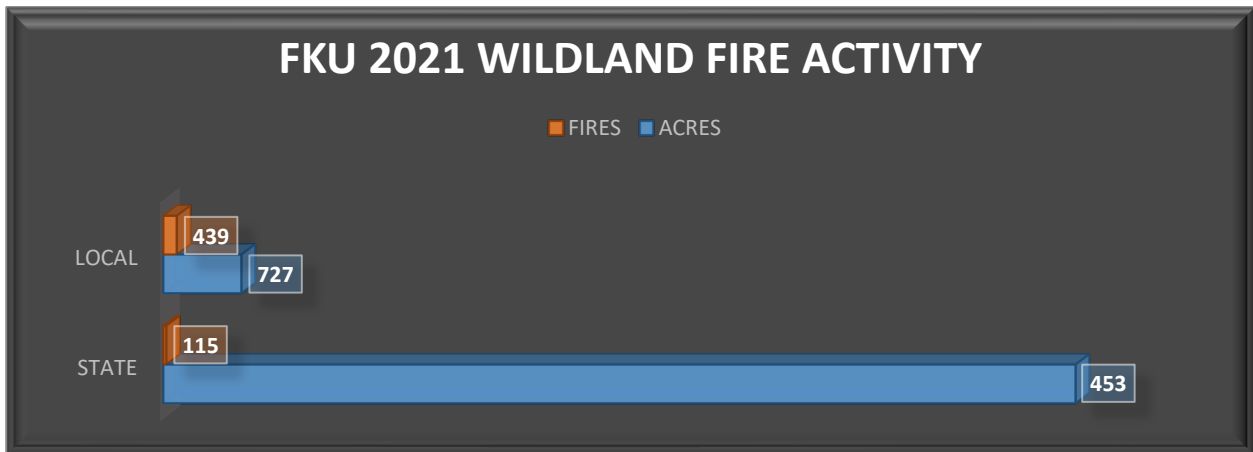 FKU 2021 WILDLAND FIRE ACTIVITY
FIRES ACRES
LOCAL
439
727
STATE
115
453